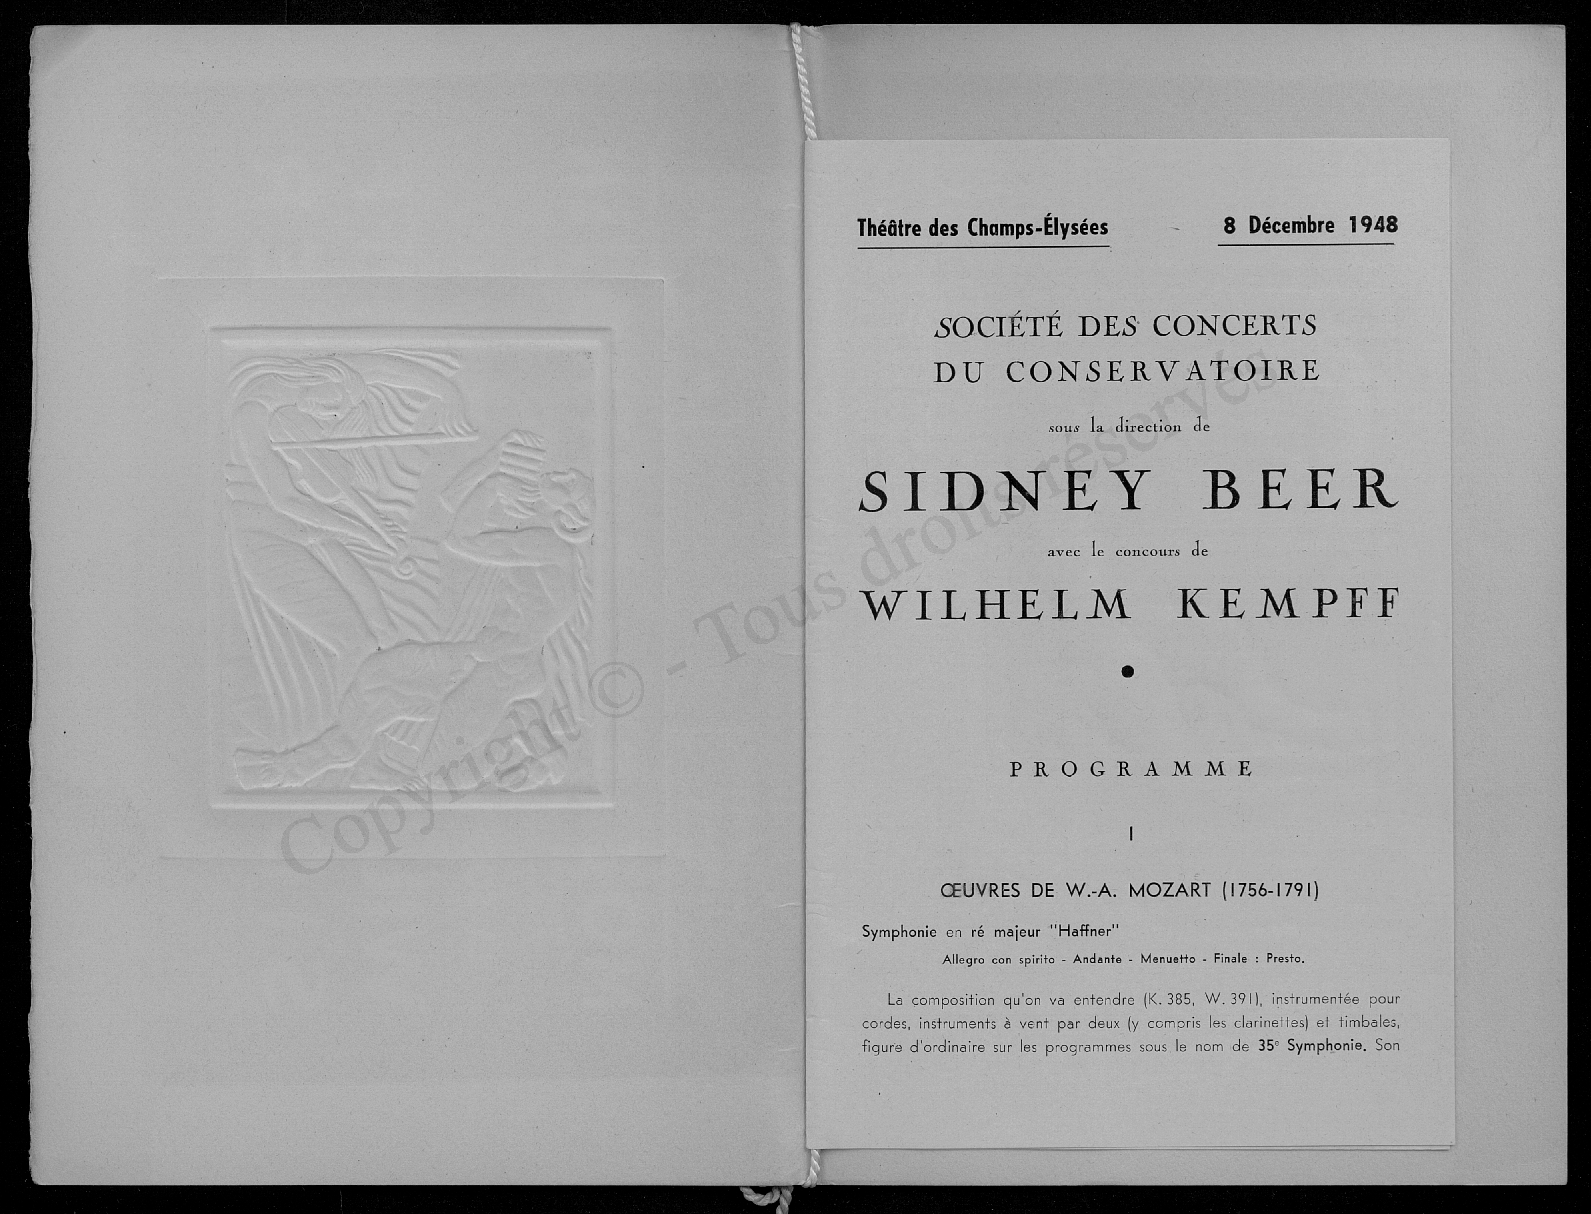 Théâtre des Champs-Élysées - 8 Décembre 1948
SOCIÉTÉ DES CONCERTS
DU CONSERVATOIRE
sous la direction de
SIDNEY BEER
avec le concours de
WILHELM KEMPFF
PROGRAMME
I
ŒUVRES DE W.-A. MOZART (1756-1791)
Symphonie en ré majeur "Haffner"
Allegro con spirito - Andante - Menuetto - Finale : Presto.
La composition qu'on va entendre (K. 385, W. 391), instrumentée pour
cordes, instruments à vent par deux (y compris les clarinettes) et timbales,
figure d'ordinaire sur les programmes sous le nom de 35e Symphonie. Son
Copyright © - Tous droits réservés